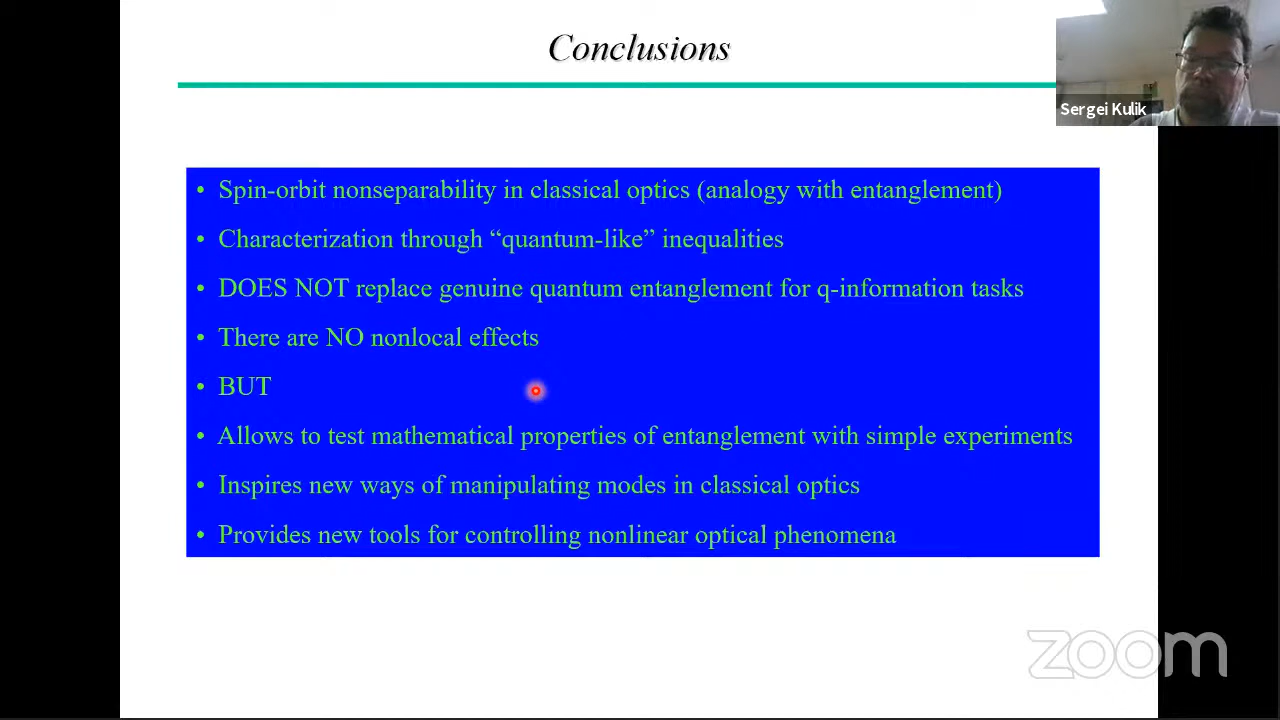 Conclusions
Sergei Kulik
• Spin-orbit nonseparability in classical optics (analogy with entanglement)
• Characterization through “quantum-like” inequalities
• DOES NOT replace genuine quantum entanglement for q-information tasks
• There are NO nonlocal effects
• BUT
• Allows to test mathematical properties of entanglement with simple experiments
• Inspires new ways of manipulating modes in classical optics
• Provides new tools for controlling nonlinear optical phenomena
zoom